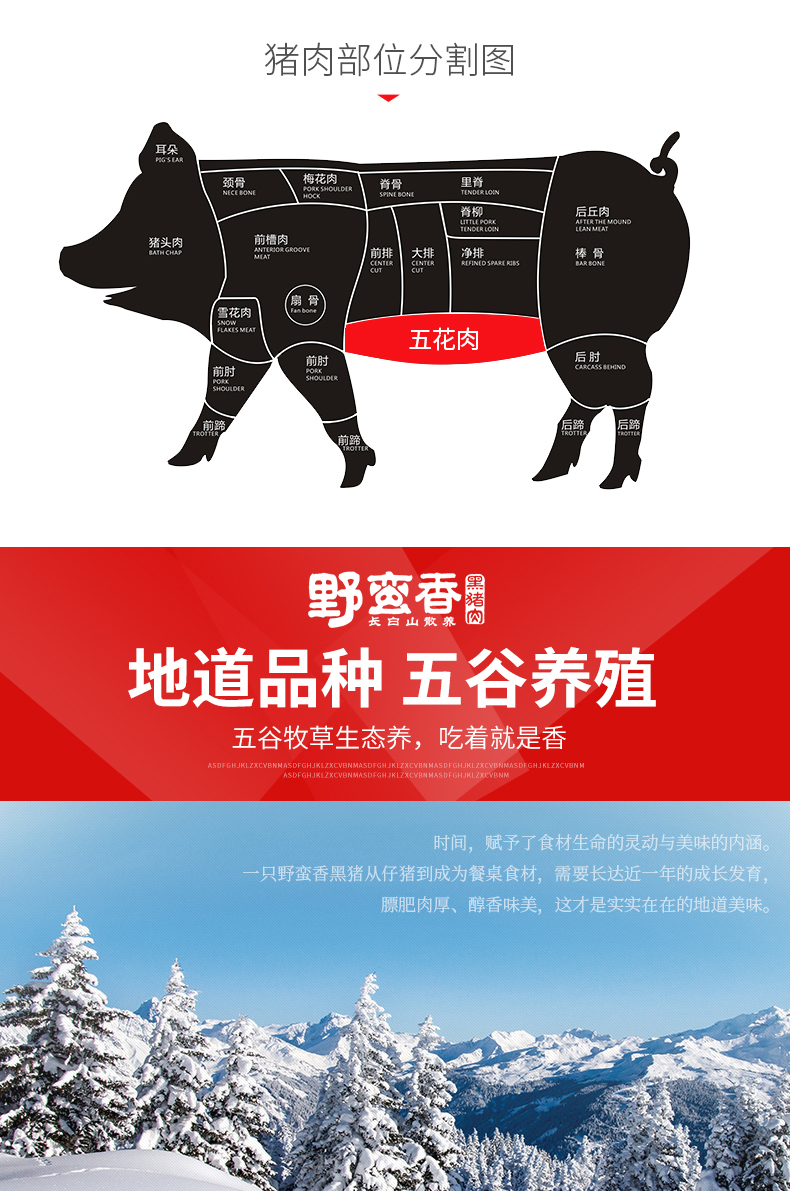 猪肉部位分割图
耳朵
PIG'S EAR
颈骨
NECE BONE
梅花肉
PORK SHOULDER
HOCK
脊骨
SPINE BONE
里脊
TENDER LOIN
脊柳
LITTLE PORK
TENDER LOIN
后丘肉
AFTER THE MOUND
LEAN MEAT
猪头肉
BATH CHAP
前槽肉
ANTERIOR GROOVE
MEAT
前排
CENTER
CUT
大排
CENTER
CUT
净排
REFINED SPARE RIBS
棒 骨
BAR BONE
雪花肉
SNOW
FLAKES MEAT
扇 骨
Fan bone
五花肉
前肘
PORK
SHOULDER
前肘
PORK
SHOULDER
后 肘
CARCASS BEHIND
前蹄
TROTTER
前蹄
TROTTER
后蹄
TROTTER
后蹄
TROTTER
野蛮香
黑猪肉
长白山散养
地道品种 五谷养殖
五谷牧草生态养，吃着就是香
ASDFGHJKLZXCVBNMASDFGHJKLZXCVBNMASDFGHJKLZXCVBNM
ASDFGHJKLZXCVBNMASDFGHJKLZXCVBNM
时间，赋予了食材生命的灵动与美味的内涵。
一只野蛮香黑猪从仔猪到成为餐桌食材，需要长达近一年的成长发育，
膘肥肉厚、醇香味美，这才是实实在在的地道美味。